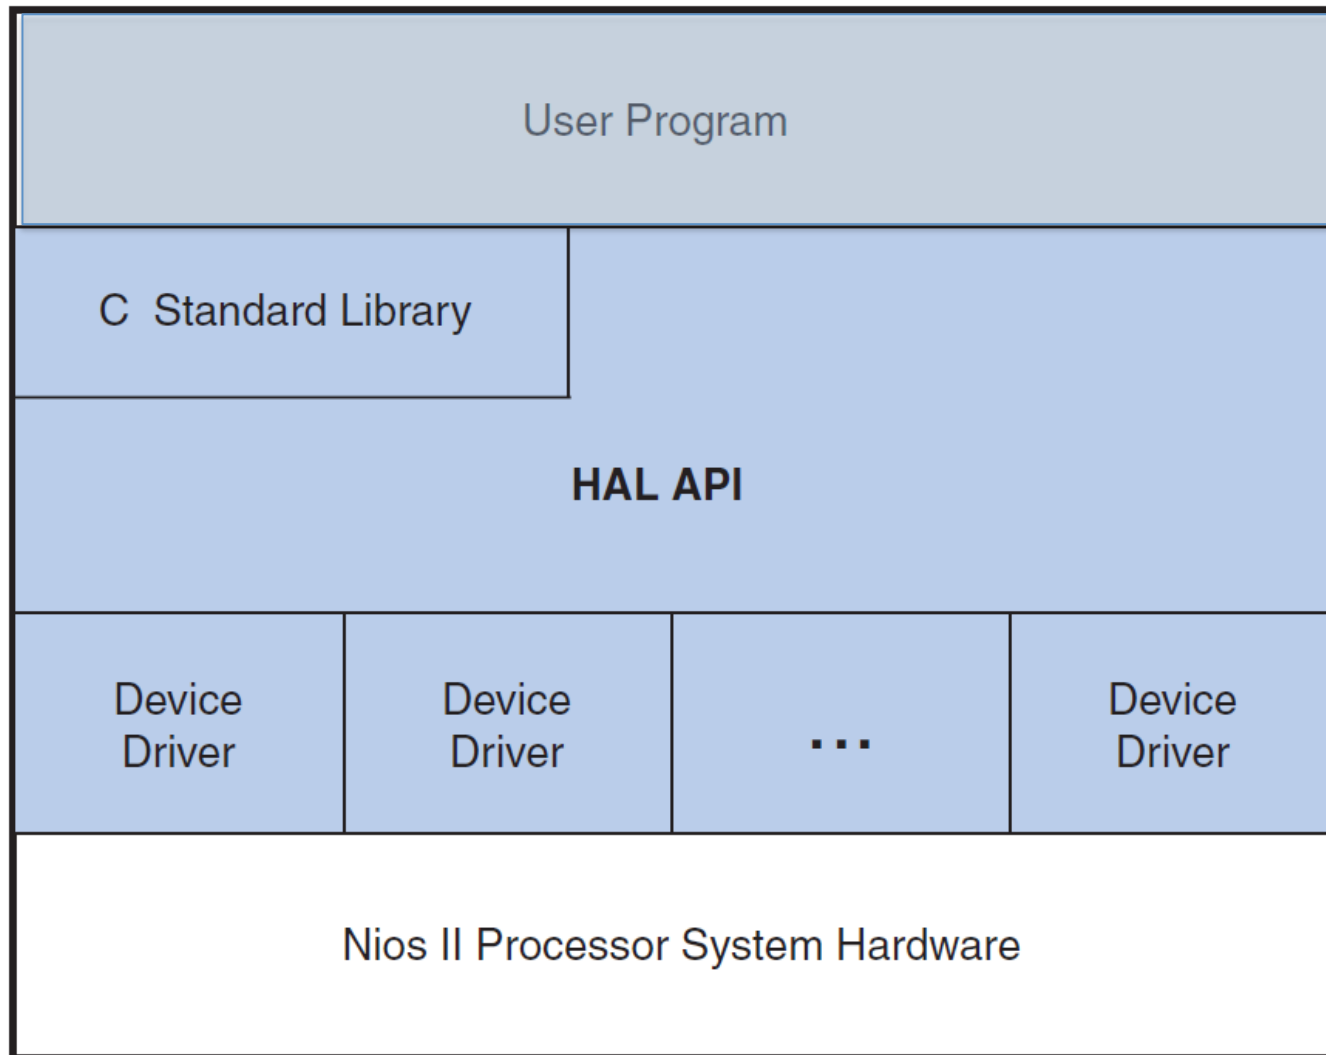 User Program
C Standard Library
HAL API
Device
Driver
Device
Driver
...
Device
Driver
Nios II Processor System Hardware